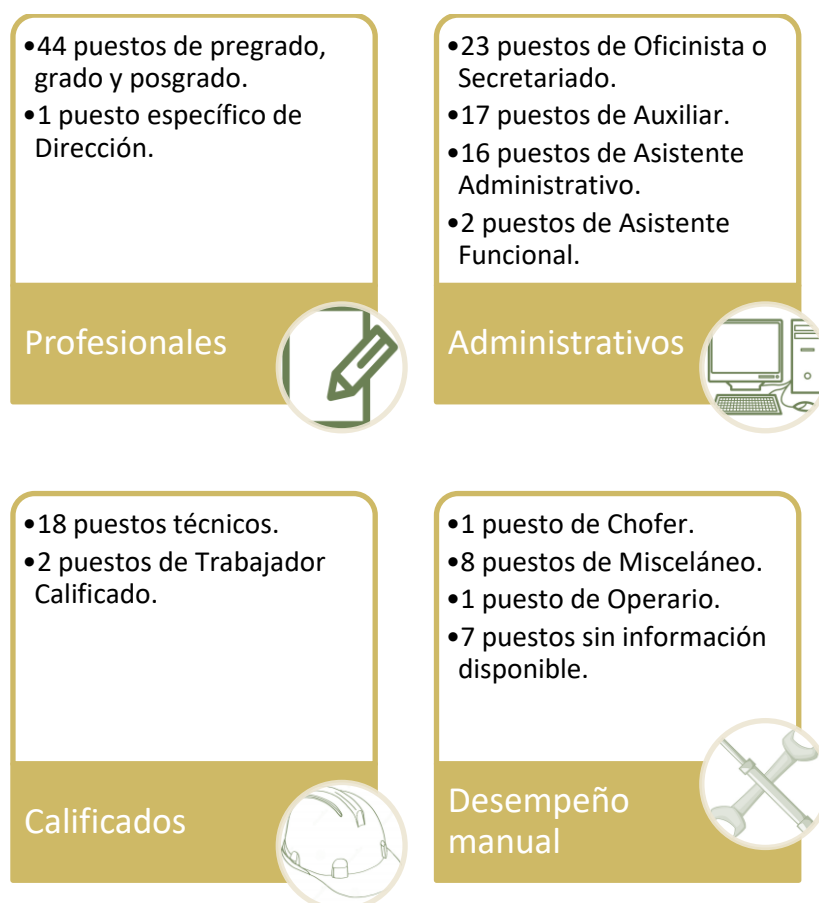 •44 puestos de pregrado,
grado y posgrado.
•1 puesto específico de
Dirección.
Profesionales
•23 puestos de Oficinista o
Secretariado.
•17 puestos de Auxiliar.
•16 puestos de Asistente
Administrativo.
•2 puestos de Asistente
Funcional.
Administrativos
•18 puestos técnicos.
•2 puestos de Trabajador
Calificado.
Calificados
•1 puesto de Chofer.
•8 puestos de Misceláneo.
•1 puesto de Operario.
•7 puestos sin información
disponible.
Desempeño
manual